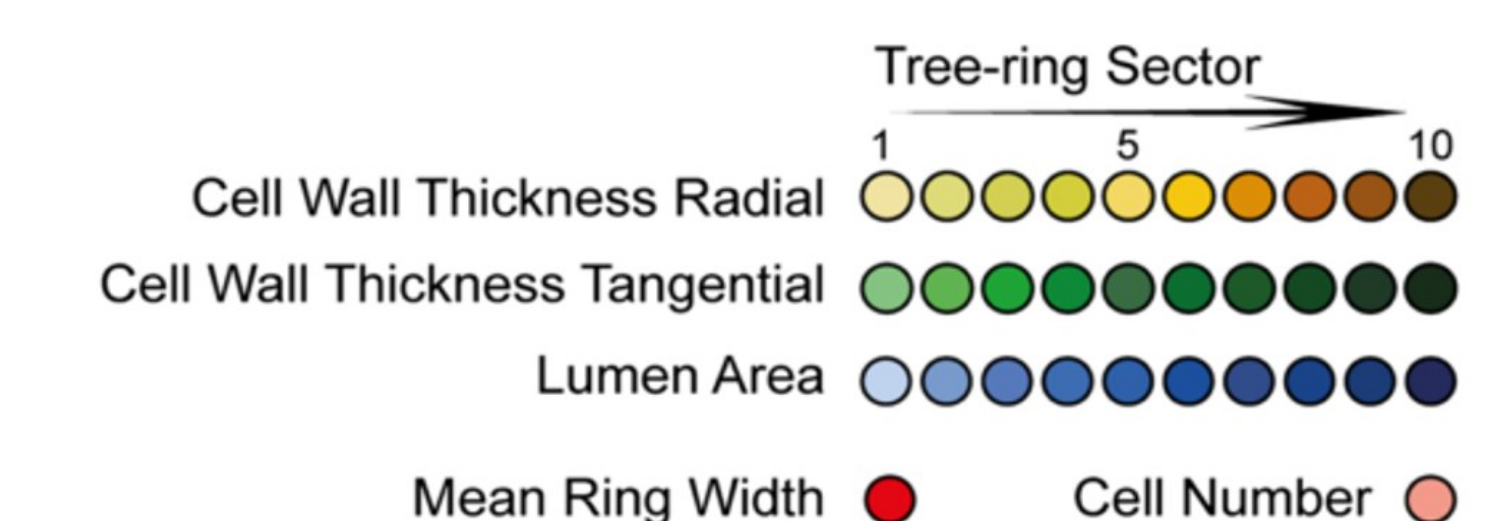 Tree-ring Sector
1 5 10
Cell Wall Thickness Radial
Cell Wall Thickness Tangential
Lumen Area
Mean Ring Width Cell Number